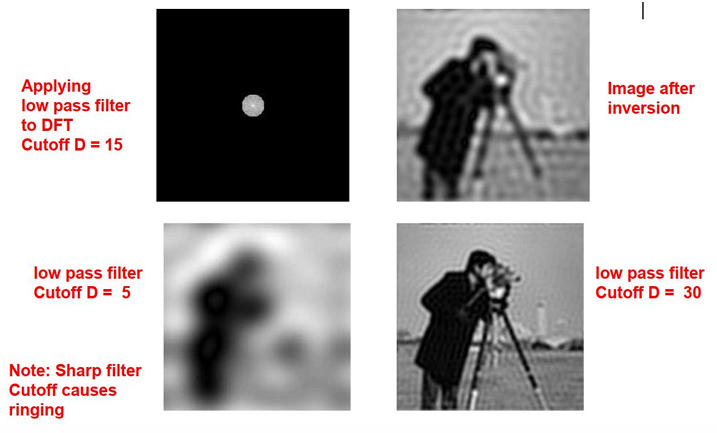 Applying
low pass filter
to DFT
Cutoff D = 15
Image after
inversion
low pass filter
Cutoff D = 5
low pass filter
Cutoff D = 30
Note: Sharp filter
Cutoff causes
ringing